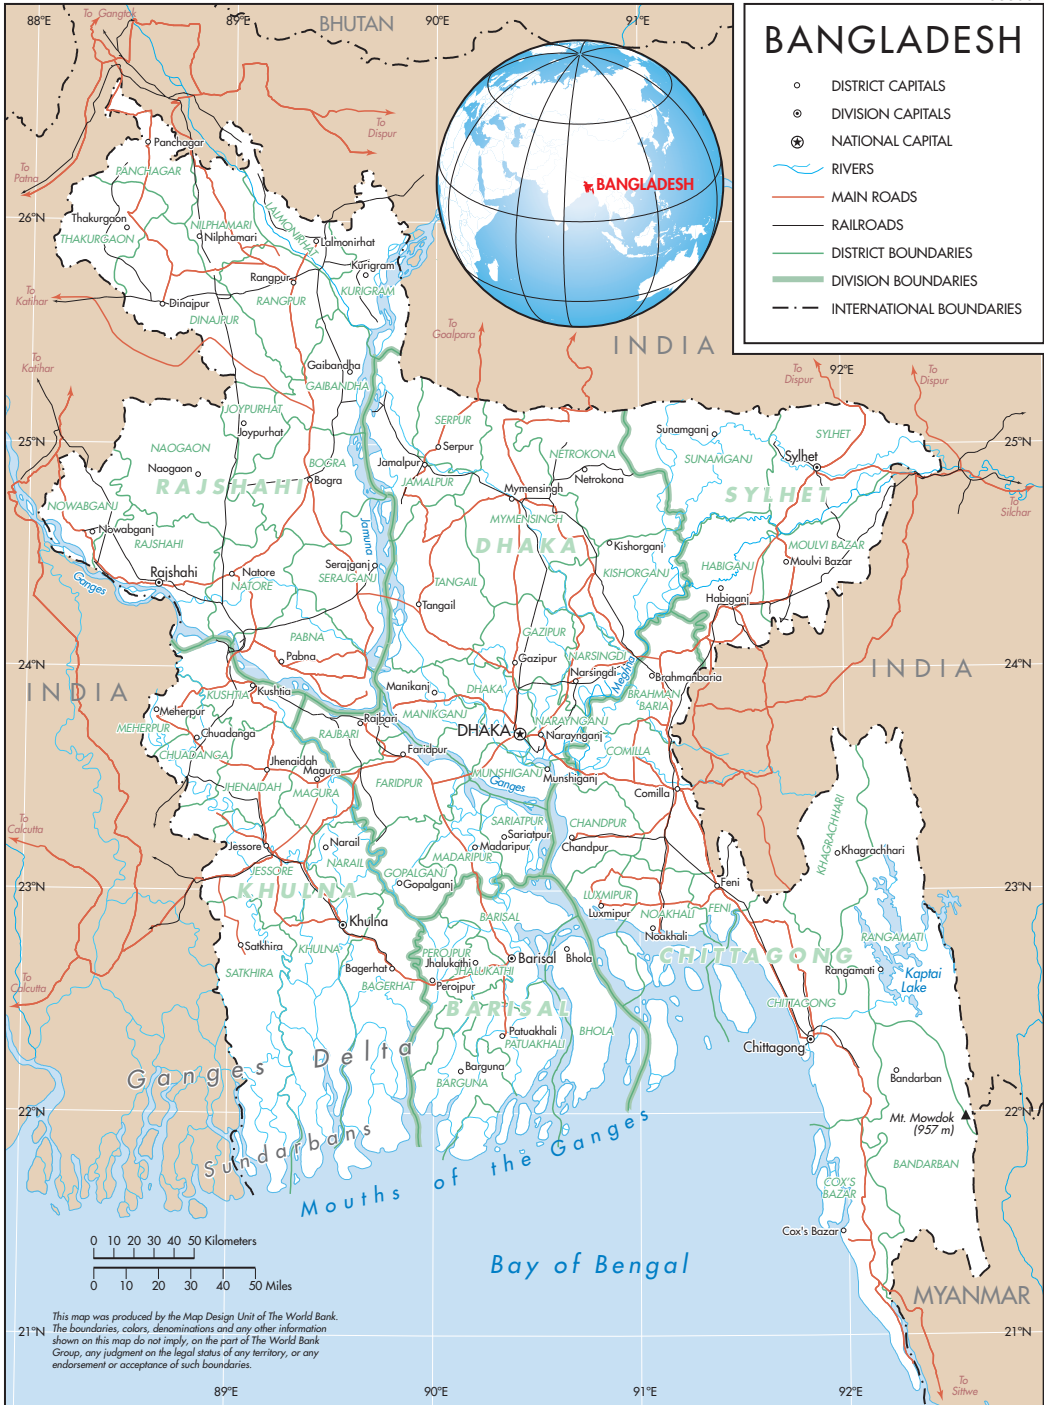 88°E
To Gangtok
89°E
BHUTAN
90°E
91°E
BANGLADESH
DISTRICT CAPITALS
DIVISION CAPITALS
NATIONAL CAPITAL
RIVERS
MAIN ROADS
RAILROADS
DISTRICT BOUNDARIES
DIVISION BOUNDARIES
INTERNATIONAL BOUNDARIES
BANGLADESH
To
Dispur
To
Patna
Panchagar
PANCHAGAR
26°N
Thakurgaon
THAKURGAON
NILPHAMARI
Nilphamari
LALMONIRHAT
Lalmonirhat
Kurigram
KURIGRAM
Rangpur
RANGPUR
To
Katihar
Dinajpur
DINAJPUR
To
Goalpara
INDIA
To
Katihar
Gaibandha
GAIBANDHA
To
Dispur
92°E
To
Dispur
JOYPURHAT
Joypurhat
SERPUR
Serpur
Sunamganj
SUNAMGANJ
SYLHET
Sylhet
25°N
25°N
NAOGAON
Naogaon
BOGRA
Bogra
Jamalpur
JAMALPUR
NETROKONA
Netrokona
RAJSHAHI
SYLHET
To
Silchar
NOWABGANJ
Nowabganj
RAJSHAHI
Mymensingh
MYMENSINGH
DHAKA
Jamuna
Kishorganj
KISHORGANJ
MOULVI BAZAR
Moulvi Bazar
HABIGANJ
Habiganj
Rajshahi
Ganges
Natore
NATORE
Serajganj
SERAJGANJ
TANGAIL
Tangail
PABNA
Pabna
GAZIPUR
Gazipur
NARSINGDI
Narsingdi
Meghna
24°N
24°N
INDIA
INDIA
Brahmanbaria
BRAHMAN
BARIA
KUSHTIA
Kushtia
Manikanj
MANIKGANJ
DHAKA
MEHERPUR
Meherpur
Chuadanga
CHUADANGA
Rajbari
RAJBARI
DHAKA
NARAYNGANJ
Naraynganj
COMILLA
Comilla
Faridpur
FARIDPUR
Jhenaidah
JHENAIDAH
Magura
MAGURA
MUNSHIGANJ
Munshiganj
Ganges
To
Calcutta
SARIATPUR
Sariatpur
CHANDPUR
Chandpur
Madaripur
MADARIPUR
KHAGRACHHARI
Khagrachhari
Jessore
JESSORE
Narail
NARAIL
GOPALGANJ
Gopalganj
23°N
23°N
KHULNA
Khulna
LUXMIPUR
Luxmipur
Feni
FENI
NOAKHALI
Noakhali
BARISAL
CHITTAGONG
RANGAMATI
Rangamati
Kaptai
Lake
Satkhira
SATKHIRA
KHULNA
Bagerhat
BAGERHAT
PEROJPUR
Perojpur
Jhalukathi
JHALUKATHI
Barisal
Bhola
BHOLA
To
Calcutta
BARISAL
CHITTAGONG
Chittagong
Patuakhali
PATUAKHALI
Barguna
BARGUNA
Ganges Delta
Bandarban
22°N
22°N
Mt. Mowdok
(957 m)
BANDARBAN
Sundarbans
Mouths of the Ganges
COX'S
BAZAR
Cox's Bazar
0 10 20 30 40 50 Kilometers
0 10 20 30 40 50 Miles
Bay of Bengal
MYANMAR
This map was produced by the Map Design Unit of The World Bank.
The boundaries, colors, denominations and any other information
shown on this map do not imply, on the part of The World Bank
Group, any judgment on the legal status of any territory, or any
endorsement or acceptance of such boundaries.
21°N
21°N
To
Sittwe
89°E
90°E
91°E
92°E